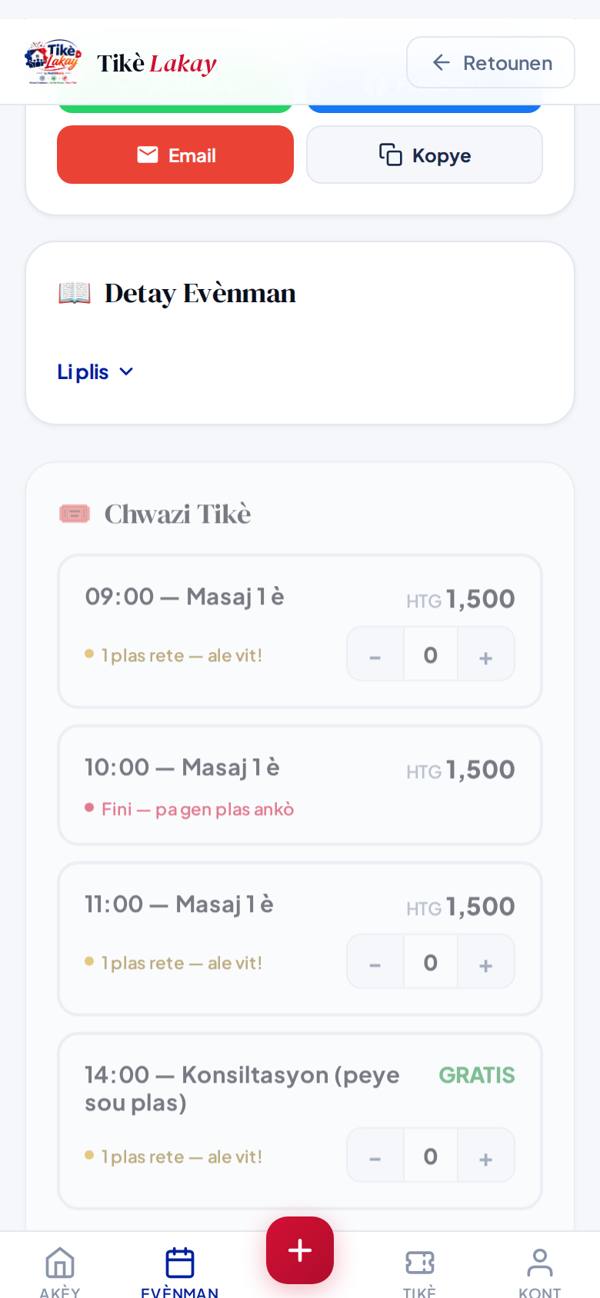 Tikè Lakay
Tikè Lakay
Retounen
Email
Kopye
Detay Evènman
Li plis
Chwazi Tikè
09:00 — Masaj 1 è
HTG 1,500
1 plas rete — ale vit!
– 0 +
10:00 — Masaj 1 è
HTG 1,500
Fini — pa gen plas ankò
11:00 — Masaj 1 è
HTG 1,500
1 plas rete — ale vit!
– 0 +
14:00 — Konsiltasyon (peye
sou plas)
GRATIS
1 plas rete — ale vit!
– 0 +
AKÈY
EVÈNMAN
TIKÈ
KONT